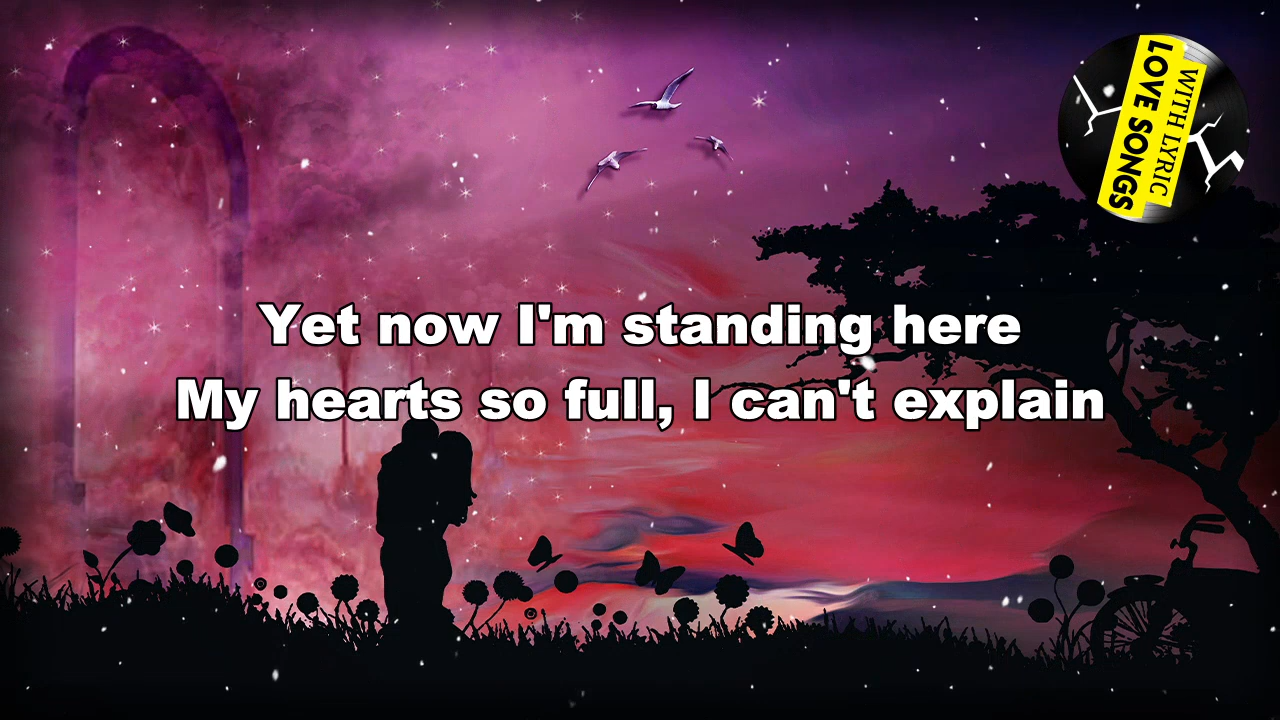 LOVE SONGS
WITH LYRIC
Yet now I'm standing here
My hearts so full, I can't explain